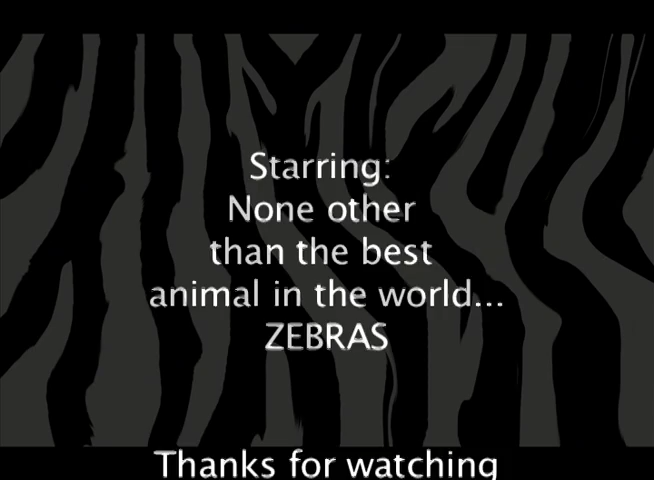 Starring:
None other
than the best
animal in the world...
ZEBRAS
Thanks for watching